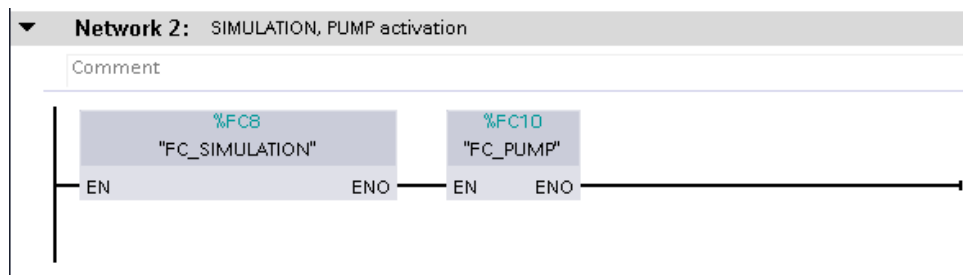 Network 2: SIMULATION, PUMP activation
Comment
%FC8 %FC10
"FC_SIMULATION" "FC_PUMP"
EN ENO EN ENO